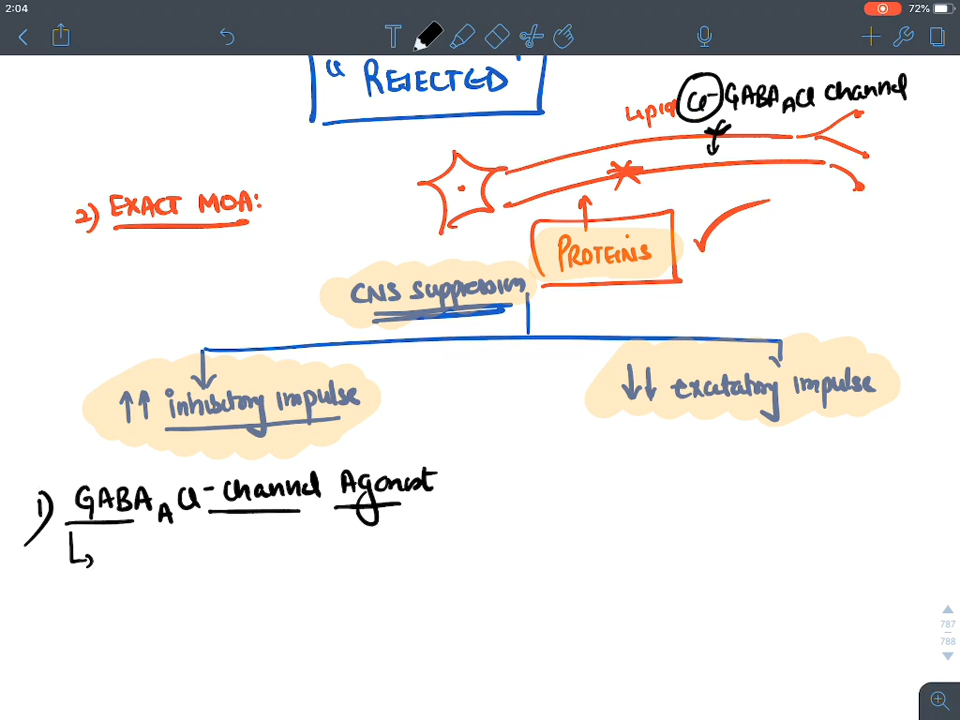 2:04
72%
T
" REJECTED "
Lipid Cl- GABAA Cl channel
2) EXACT MOA:
PROTEINS
CNS suppression
↑↑ inhibitory impulse
↓↓ excitatory impulse
1) GABAA Cl- channel Agonist
787
788